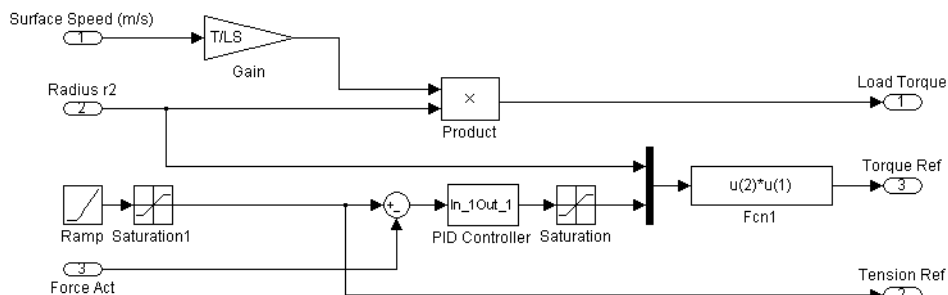 Surface Speed (m/s)
1
T/LS
Gain
Radius r2
2
×
Product
Load Torque
1
u(2)*u(1)
Fcn1
Torque Ref
3
Ramp
Saturation1
+
-
In_1Out_1
PID Controller
Saturation
3
Force Act
Tension Ref
2